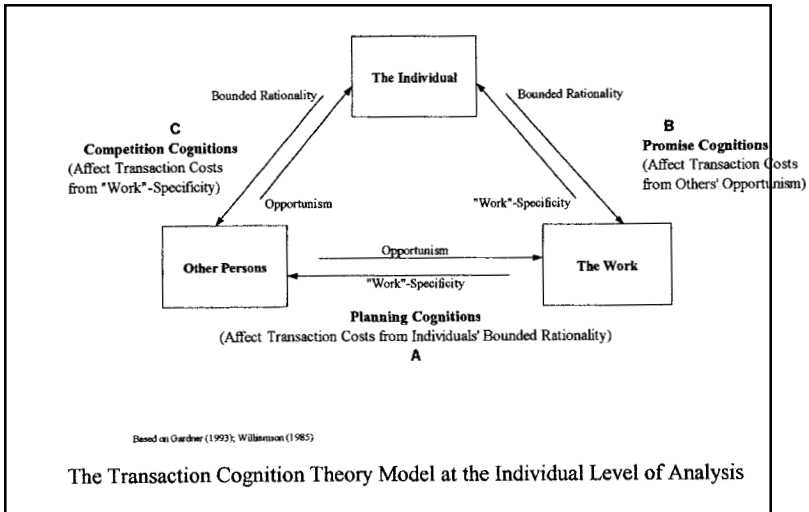 The Individual
Bounded Rationality
Bounded Rationality
C
Competition Cognitions
(Affect Transaction Costs
from "Work"-Specificity)
B
Promise Cognitions
(Affect Transaction Costs
from Others' Opportunism)
Opportunism
"Work"-Specificity
Other Persons
Opportunism
"Work"-Specificity
The Work
Planning Cognitions
(Affect Transaction Costs from Individuals' Bounded Rationality)
A
Based on Gardner (1993); Williamson (1985)
The Transaction Cognition Theory Model at the Individual Level of Analysis